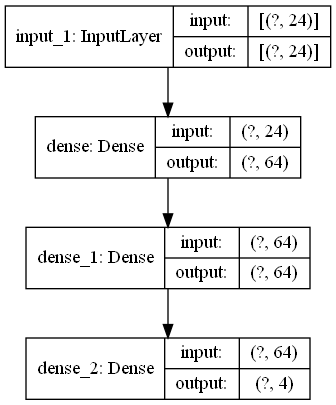 input_1: InputLayer
input: [(?, 24)]
output: [(?, 24)]
dense: Dense
input: (?, 24)
output: (?, 64)
dense_1: Dense
input: (?, 64)
output: (?, 64)
dense_2: Dense
input: (?, 64)
output: (?, 4)